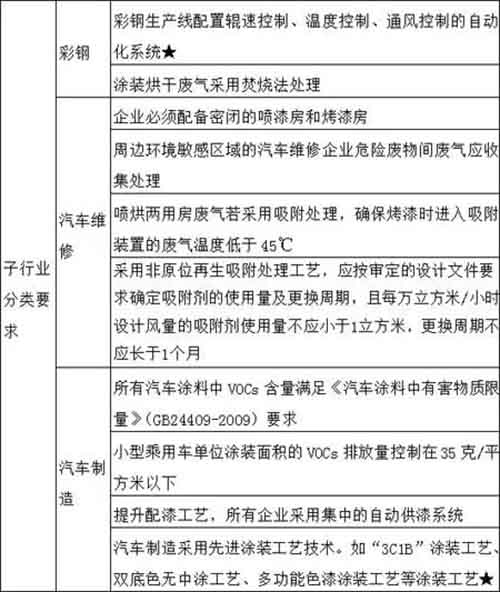 子行业
分类要
求
彩钢
彩钢生产线配置辊速控制、温度控制、通风控制的自动
化系统★
涂装烘干废气采用焚烧法处理
汽车维
修
企业必须配备密闭的喷漆房和烤漆房
周边环境敏感区域的汽车维修企业危险废物间废气应收
集处理
喷烘两用房废气若采用吸附处理，确保烤漆时进入吸附
装置的废气温度低于45℃
采用非原位再生吸附处理工艺，应按审定的设计文件要
求确定吸附剂的使用量及更换周期，且每万立方米/小时
设计风量的吸附剂使用量不应小于1立方米，更换周期不
应长于1个月
汽车制
造
所有汽车涂料中VOCs含量满足《汽车涂料中有害物质限
量》(GB24409-2009)要求
小型乘用车单位涂装面积的VOCs排放量控制在35克/平
方米以下
提升配漆工艺，所有企业采用集中的自动供漆系统
汽车制造采用先进涂装工艺技术。如“3C1B”涂装工艺、
双底色无中涂工艺、多功能色漆涂装工艺等涂装工艺★